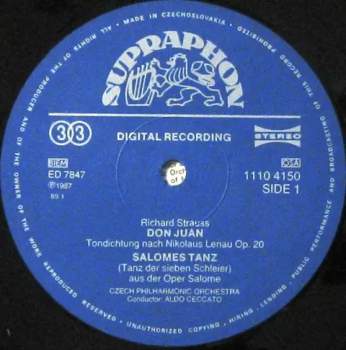 MADE IN CZECHOSLOVAKIA · ALL RIGHTS OF THE PRODUCER AND OF THE OWNER OF THE WORK REPRODUCED RESERVED · UNAUTHORIZED COPYING · HIRING · LENDING · PUBLIC PERFORMANCE AND BROADCASTING OF THIS RECORD PROHIBITED
SUPRAPHON
33
DIGITAL RECORDING
STEREO
ED 7847
℗1987
1110 4150
SIDE 1
Richard Strauss
DON JUAN
Tondichtung nach Nikolaus Lenau Op. 20
SALOMES TANZ
(Tanz der sieben Schleier)
aus der Oper Salome
CZECH PHILHARMONIC ORCHESTRA
Conductor: ALDO CECCATO